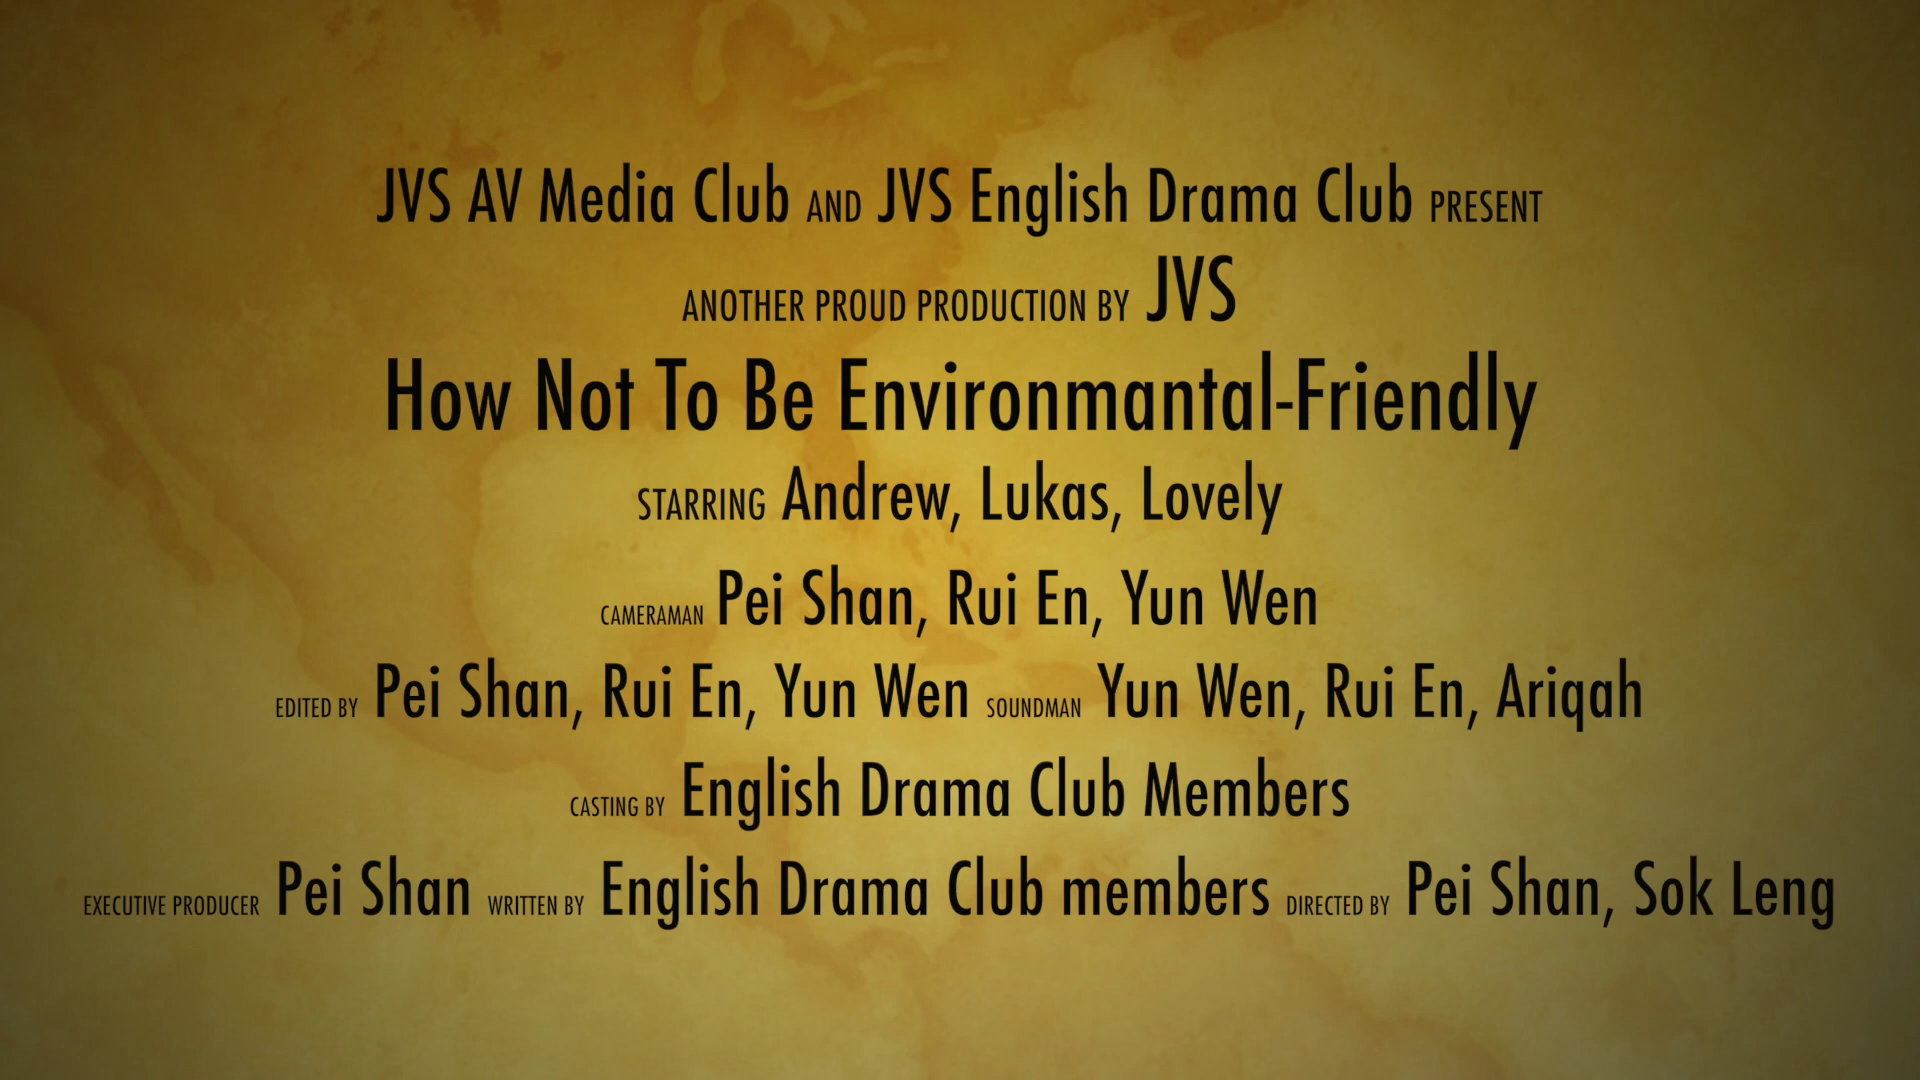 JVS AV Media Club AND JVS English Drama Club PRESENT
ANOTHER PROUD PRODUCTION BY JVS
How Not To Be Environmantal-Friendly
STARRING Andrew, Lukas, Lovely
CAMERAMAN Pei Shan, Rui En, Yun Wen
EDITED BY Pei Shan, Rui En, Yun Wen SOUNDMAN Yun Wen, Rui En, Ariqah
CASTING BY English Drama Club Members
EXECUTIVE PRODUCER Pei Shan WRITTEN BY English Drama Club members DIRECTED BY Pei Shan, Sok Leng